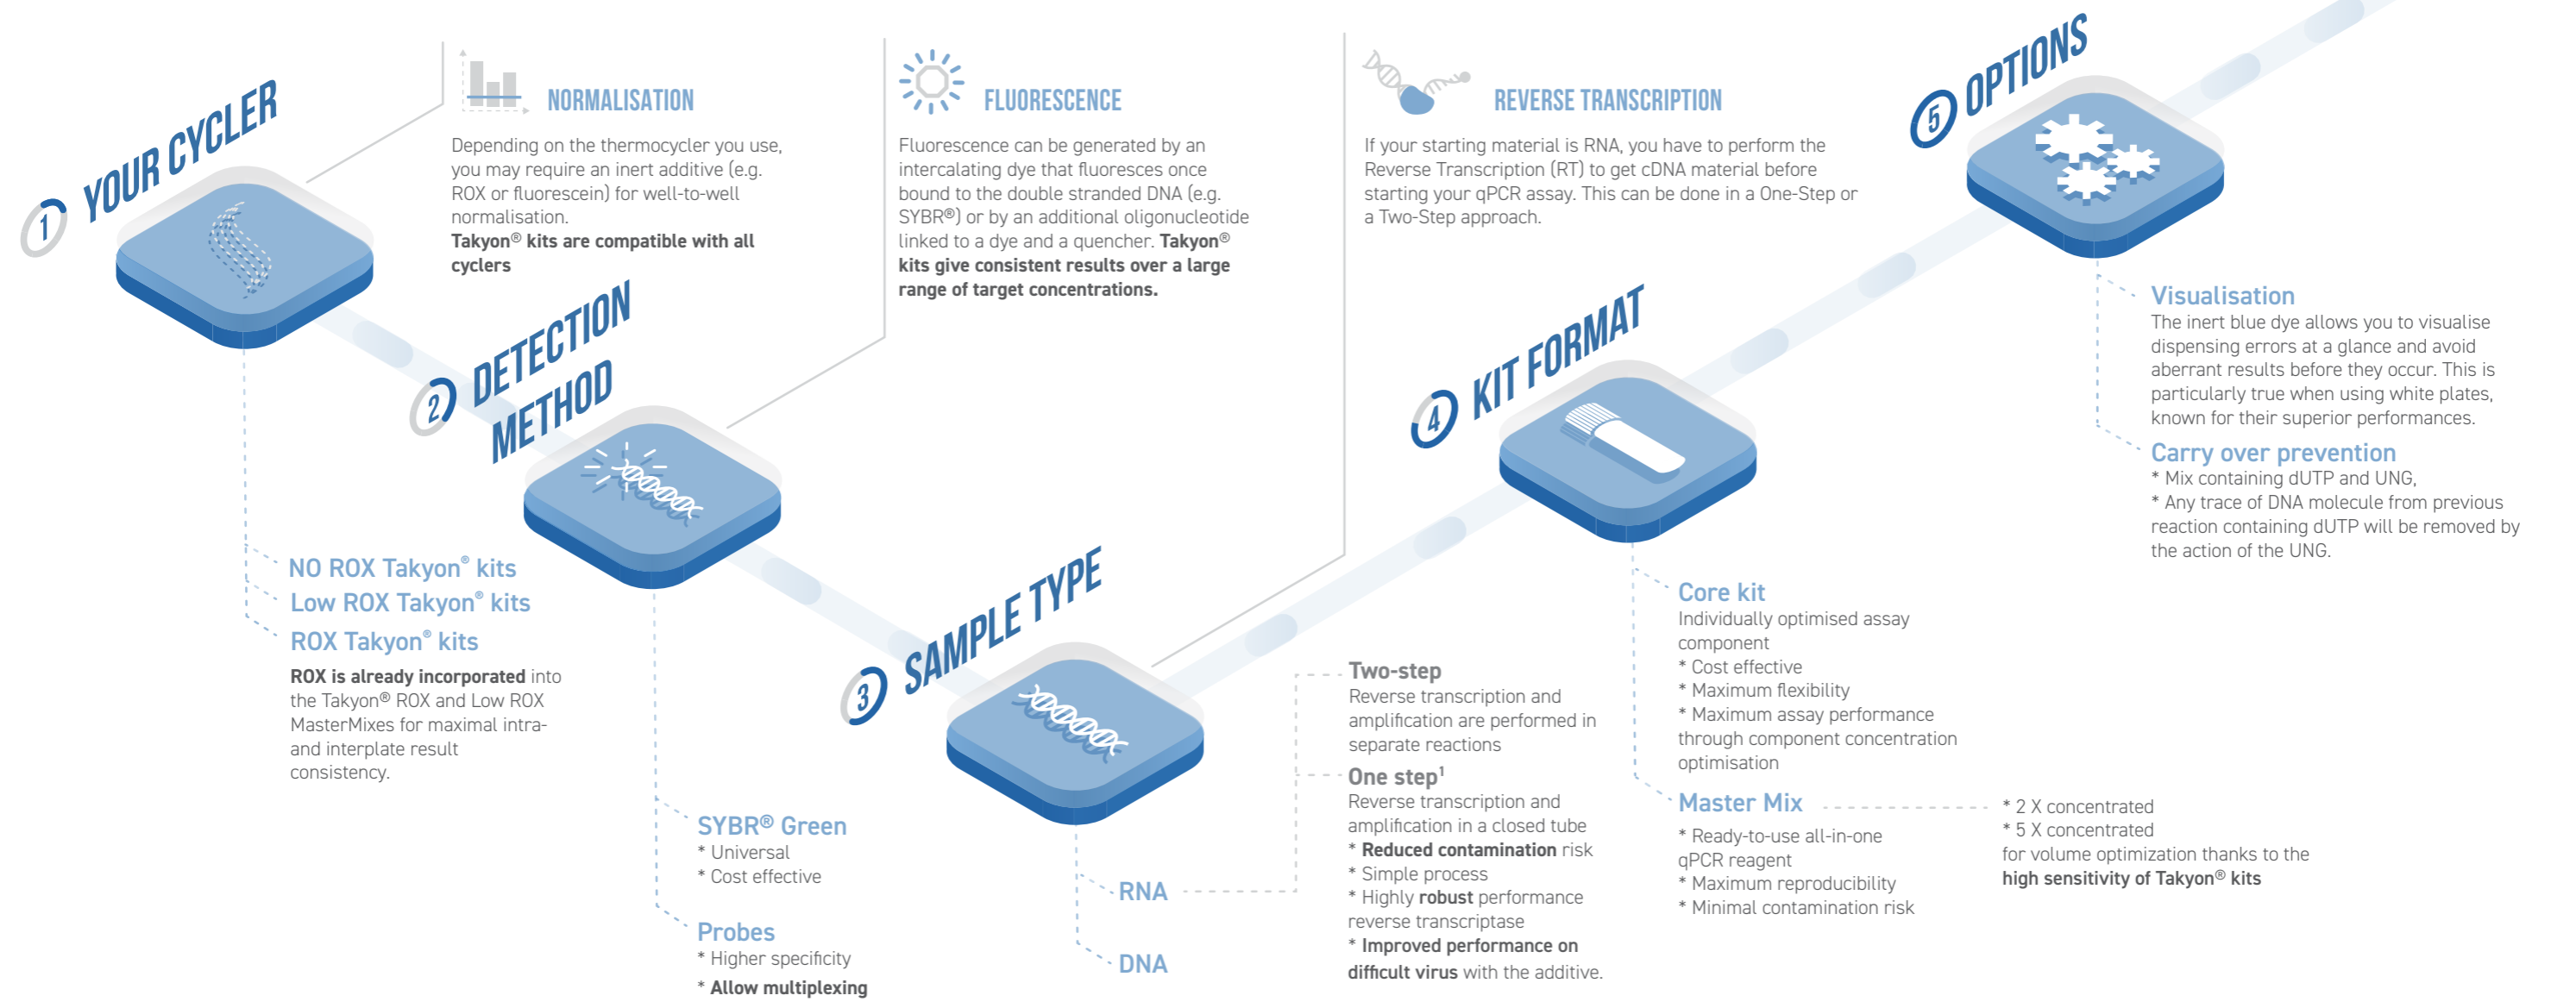 1 YOUR CYCLER
NORMALISATION
Depending on the thermocycler you use,
you may require an inert additive (e.g.
ROX or fluorescein) for well-to-well
normalisation.
Takyon® kits are compatible with all
cyclers
NO ROX Takyon® kits
Low ROX Takyon® kits
ROX Takyon® kits
ROX is already incorporated into
the Takyon® ROX and Low ROX
MasterMixes for maximal intra-
and interplate result
consistency.
2 DETECTION
METHOD
FLUORESCENCE
Fluorescence can be generated by an
intercalating dye that fluoresces once
bound to the double stranded DNA (e.g.
SYBR®) or by an additional oligonucleotide
linked to a dye and a quencher. Takyon®
kits give consistent results over a large
range of target concentrations.
SYBR® Green
* Universal
* Cost effective
Probes
* Higher specificity
* Allow multiplexing
3 SAMPLE TYPE
REVERSE TRANSCRIPTION
If your starting material is RNA, you have to perform the
Reverse Transcription (RT) to get cDNA material before
starting your qPCR assay. This can be done in a One-Step or
a Two-Step approach.
RNA
DNA
Two-step
Reverse transcription and
amplification are performed in
separate reactions
One step¹
Reverse transcription and
amplification in a closed tube
* Reduced contamination risk
* Simple process
* Highly robust performance
reverse transcriptase
* Improved performance on
difficult virus with the additive.
4 KIT FORMAT
Core kit
Individually optimised assay
component
* Cost effective
* Maximum flexibility
* Maximum assay performance
through component concentration
optimisation
Master Mix
* Ready-to-use all-in-one
qPCR reagent
* Maximum reproducibility
* Minimal contamination risk
* 2 X concentrated
* 5 X concentrated
for volume optimization thanks to the
high sensitivity of Takyon® kits
5 OPTIONS
Visualisation
The inert blue dye allows you to visualise
dispensing errors at a glance and avoid
aberrant results before they occur. This is
particularly true when using white plates,
known for their superior performances.
Carry over prevention
* Mix containing dUTP and UNG,
* Any trace of DNA molecule from previous
reaction containing dUTP will be removed by
the action of the UNG.